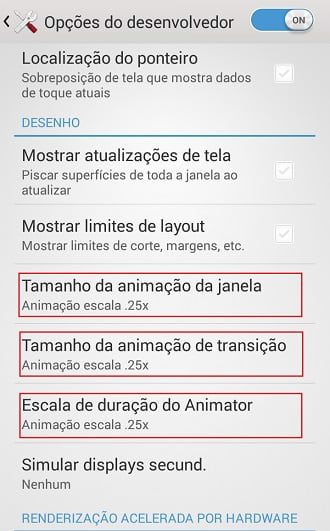 Opções do desenvolvedor
ON
Localização do ponteiro
Sobreposição de tela que mostra dados
de toque atuais
DESENHO
Mostrar atualizações de tela
Piscar superfícies de toda a janela ao
atualizar
Mostrar limites de layout
Mostrar limites de corte, margens, etc.
Tamanho da animação da janela
Animação escala .25x
Tamanho da animação de transição
Animação escala .25x
Escala de duração do Animator
Animação escala .25x
Simular displays secund.
Nenhum
RENDERIZAÇÃO ACELERADA POR HARDWARE